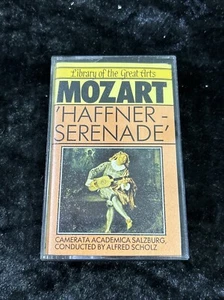 Library of the Great Arts
MOZART
'HAFFNER-
SERENADE'
CAMERATA ACADEMICA SALZBURG,
CONDUCTED BY ALFRED SCHOLZ